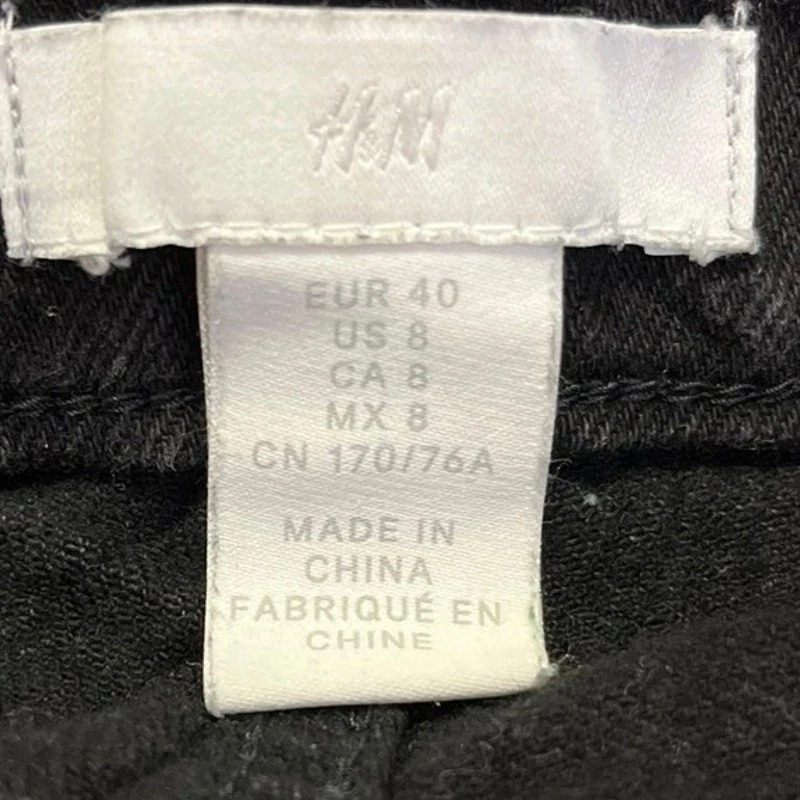 H&M
EUR 40
US 8
CA 8
MX 8
CN 170/76A
MADE IN
CHINA
FABRIQUÉ EN
CHINE